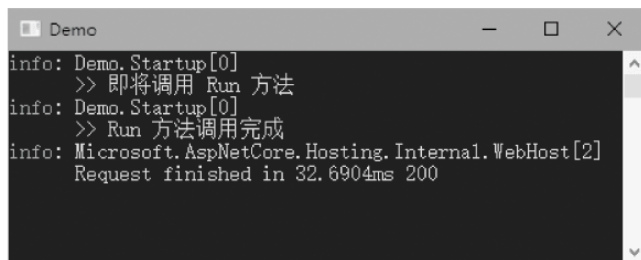 Demo
info: Demo.Startup[0]
>> 即将调用 Run 方法
info: Demo.Startup[0]
>> Run 方法调用完成
info: Microsoft.AspNetCore.Hosting.Internal.WebHost[2]
Request finished in 32.6904ms 200